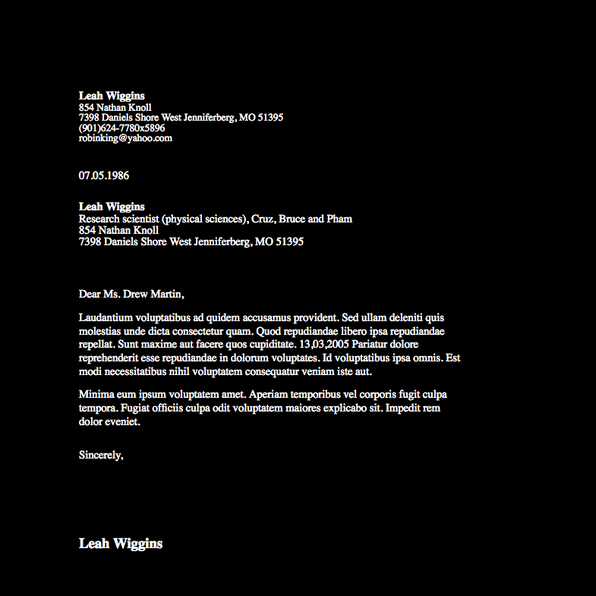 Leah Wiggins
854 Nathan Knoll
7398 Daniels Shore West Jenniferberg, MO 51395
(901)624-7780x5896
robinking@yahoo.com
07.05.1986
Leah Wiggins
Research scientist (physical sciences), Cruz, Bruce and Pham
854 Nathan Knoll
7398 Daniels Shore West Jenniferberg, MO 51395
Dear Ms. Drew Martin,
Laudantium voluptatibus ad quidem accusamus provident. Sed ullam deleniti quis
molestias unde dicta consectetur quam. Quod repudiandae libero ipsa repudiandae
repellat. Sunt maxime aut facere quos cupiditate. 13,03,2005 Pariatur dolore
reprehenderit esse repudiandae in dolorum voluptates. Id voluptatibus ipsa omnis. Est
modi necessitatibus nihil voluptatem consequatur veniam iste aut.
Minima eum ipsum voluptatem amet. Aperiam temporibus vel corporis fugit culpa
tempora. Fugiat officiis culpa odit voluptatem maiores explicabo sit. Impedit rem
dolor eveniet.
Sincerely,
Leah Wiggins